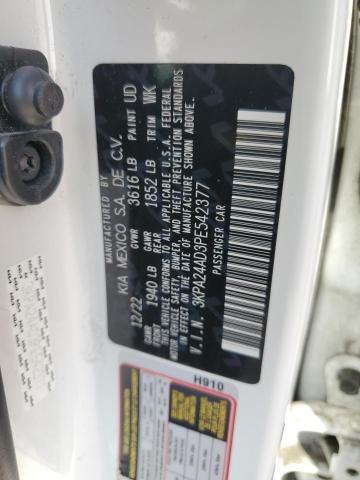 MANUFACTURED BY
KIA MEXICO S.A. DE C.V.
12/22 GVWR 3616 LB PAINT UD
GAWR FRONT 1940 LB GAWR REAR 1852 LB TRIM WK
THIS VEHICLE CONFORMS TO ALL APPLICABLE U.S.A. FEDERAL
MOTOR VEHICLE SAFETY, BUMPER, AND THEFT PREVENTION STANDARDS
IN EFFECT ON THE DATE OF MANUFACTURE SHOWN ABOVE.
V.I.N. 3KPA24AD3PE542377
PASSENGER CAR
H910